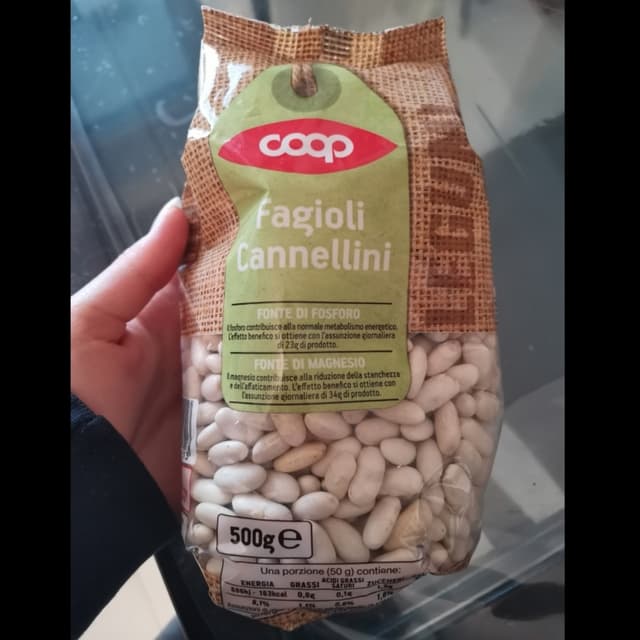 coop
Fagioli
Cannellini
FONTE DI FOSFORO
Il fosforo contribuisce alla normale metabolismo energetico.
L'effetto benefico si ottiene con l'assunzione giornaliera
di 23g di prodotto.
FONTE DI MAGNESIO
Il magnesio contribuisce alla riduzione della stanchezza
e dell'affaticamento. L'effetto benefico si ottiene con
l'assunzione giornaliera di 34g di prodotto.
500g e
Una porzione (50 g) contiene:
ENERGIA GRASSI ACIDI GRASSI SATURI ZUCCHERI
163kcal 0,8g 0,1g